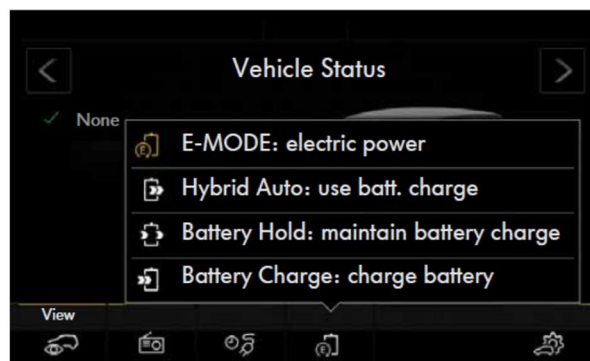 Vehicle Status
None
E-MODE: electric power
Hybrid Auto: use batt. charge
Battery Hold: maintain battery charge
Battery Charge: charge battery
View